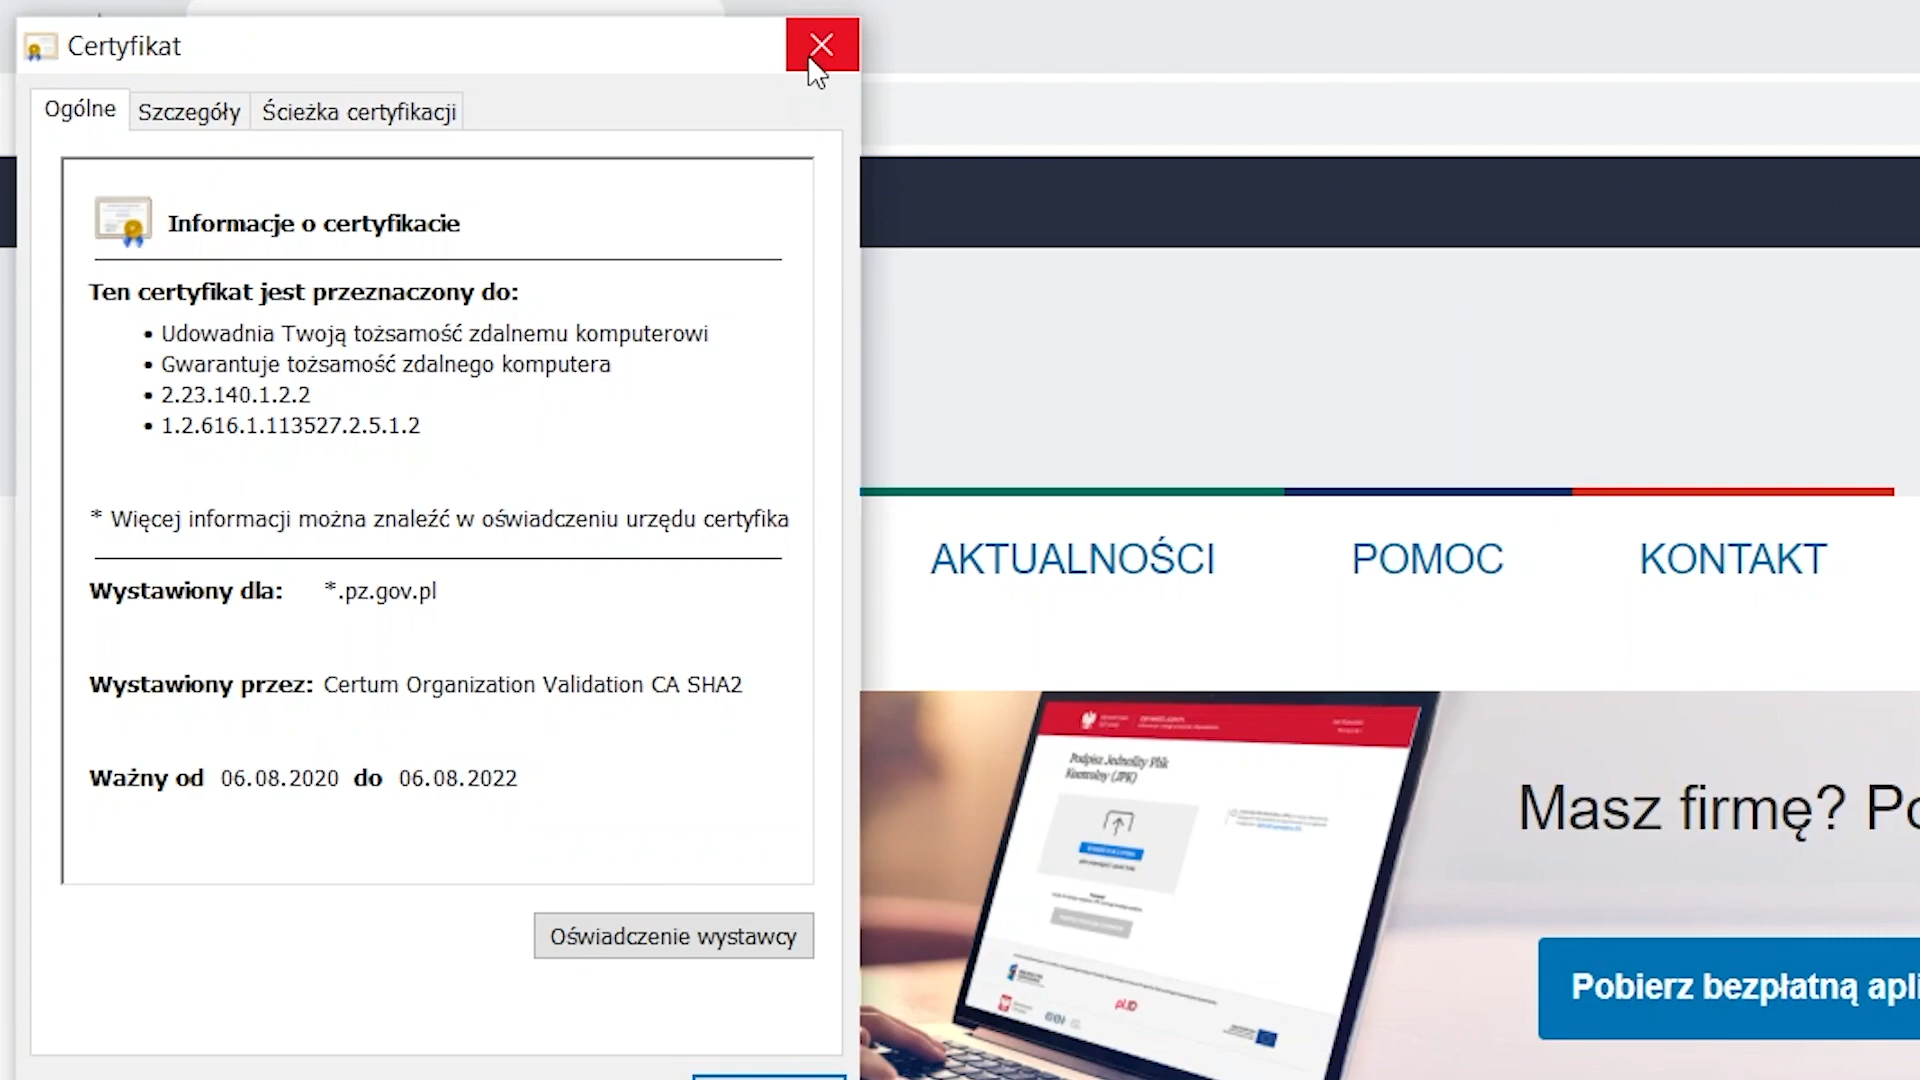 Certyfikat
Ogólne
Szczegóły
Ścieżka certyfikacji
Informacje o certyfikacie
Ten certyfikat jest przeznaczony do:
• Udowadnia Twoją tożsamość zdalnemu komputerowi
• Gwarantuje tożsamość zdalnego komputera
• 2.23.140.1.2.2
• 1.2.616.1.113527.2.5.1.2
* Więcej informacji można znaleźć w oświadczeniu urzędu certyfika
Wystawiony dla: *.pz.gov.pl
Wystawiony przez: Certum Organization Validation CA SHA2
Ważny od 06.08.2020 do 06.08.2022
Oświadczenie wystawcy
AKTUALNOŚCI
POMOC
KONTAKT
Podpisz Jednolity Plik
Kontrolny (JPK)
Masz firmę? Po
Pobierz bezpłatną apli